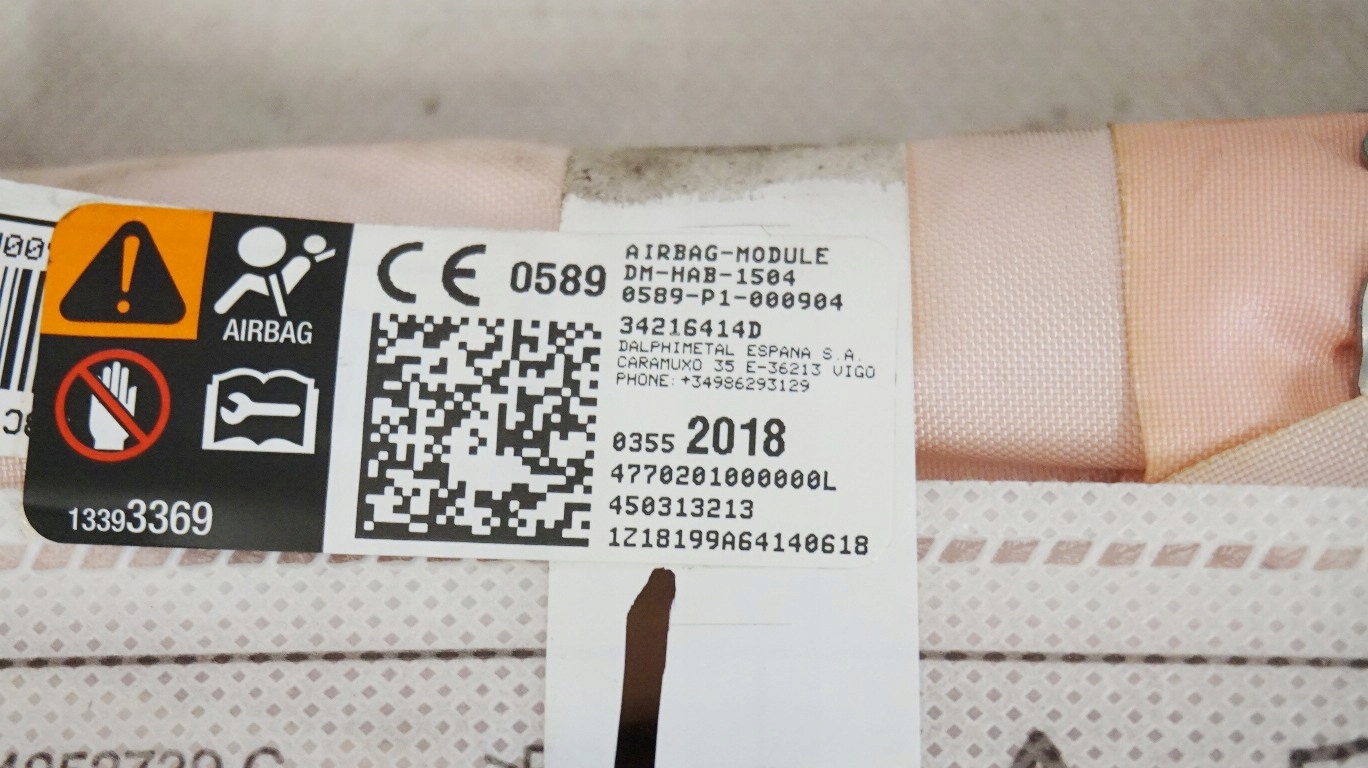 AIRBAG
13393369
CE 0589
AIRBAG-MODULE
DM-HAB-1504
0589-P1-000904
34216414D
DALPHIMETAL ESPANA S.A.
CARAMUXO 35 E-36213 VIGO
PHONE: +34986293129
0355 2018
4770201000000L
450313213
1Z18199A64140618